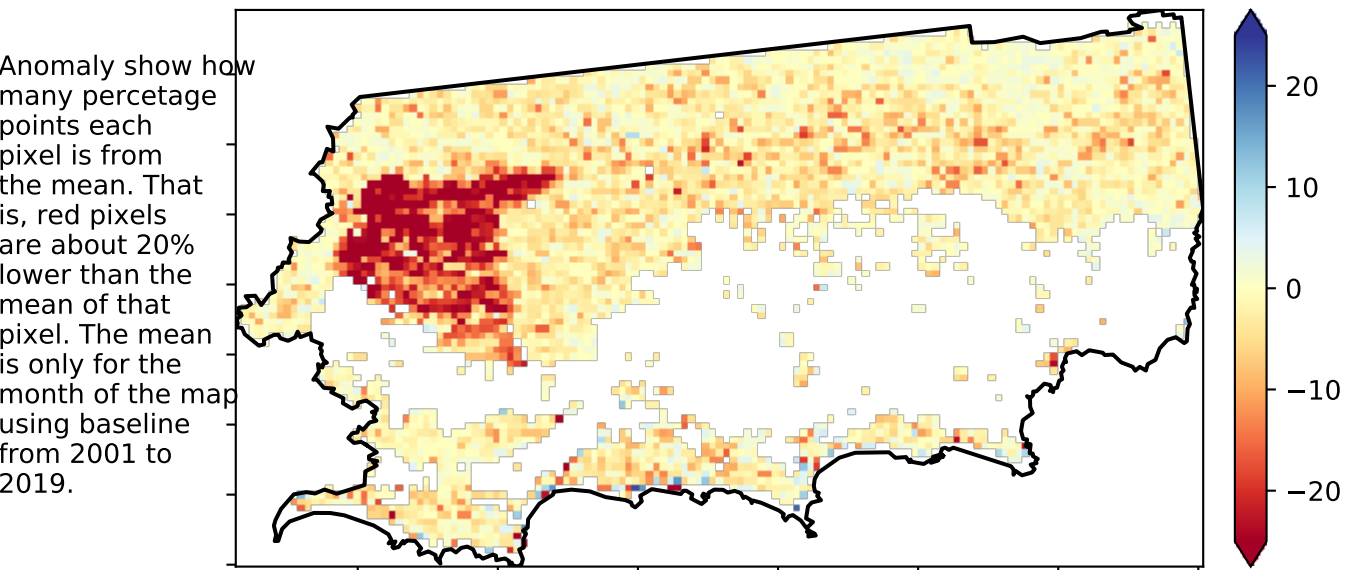 Anomaly show how
many percetage
points each
pixel is from
the mean. That
is, red pixels
are about 20%
lower than the
mean of that
pixel. The mean
is only for the
month of the map
using baseline
from 2001 to
2019.
20
10
0
−10
−20